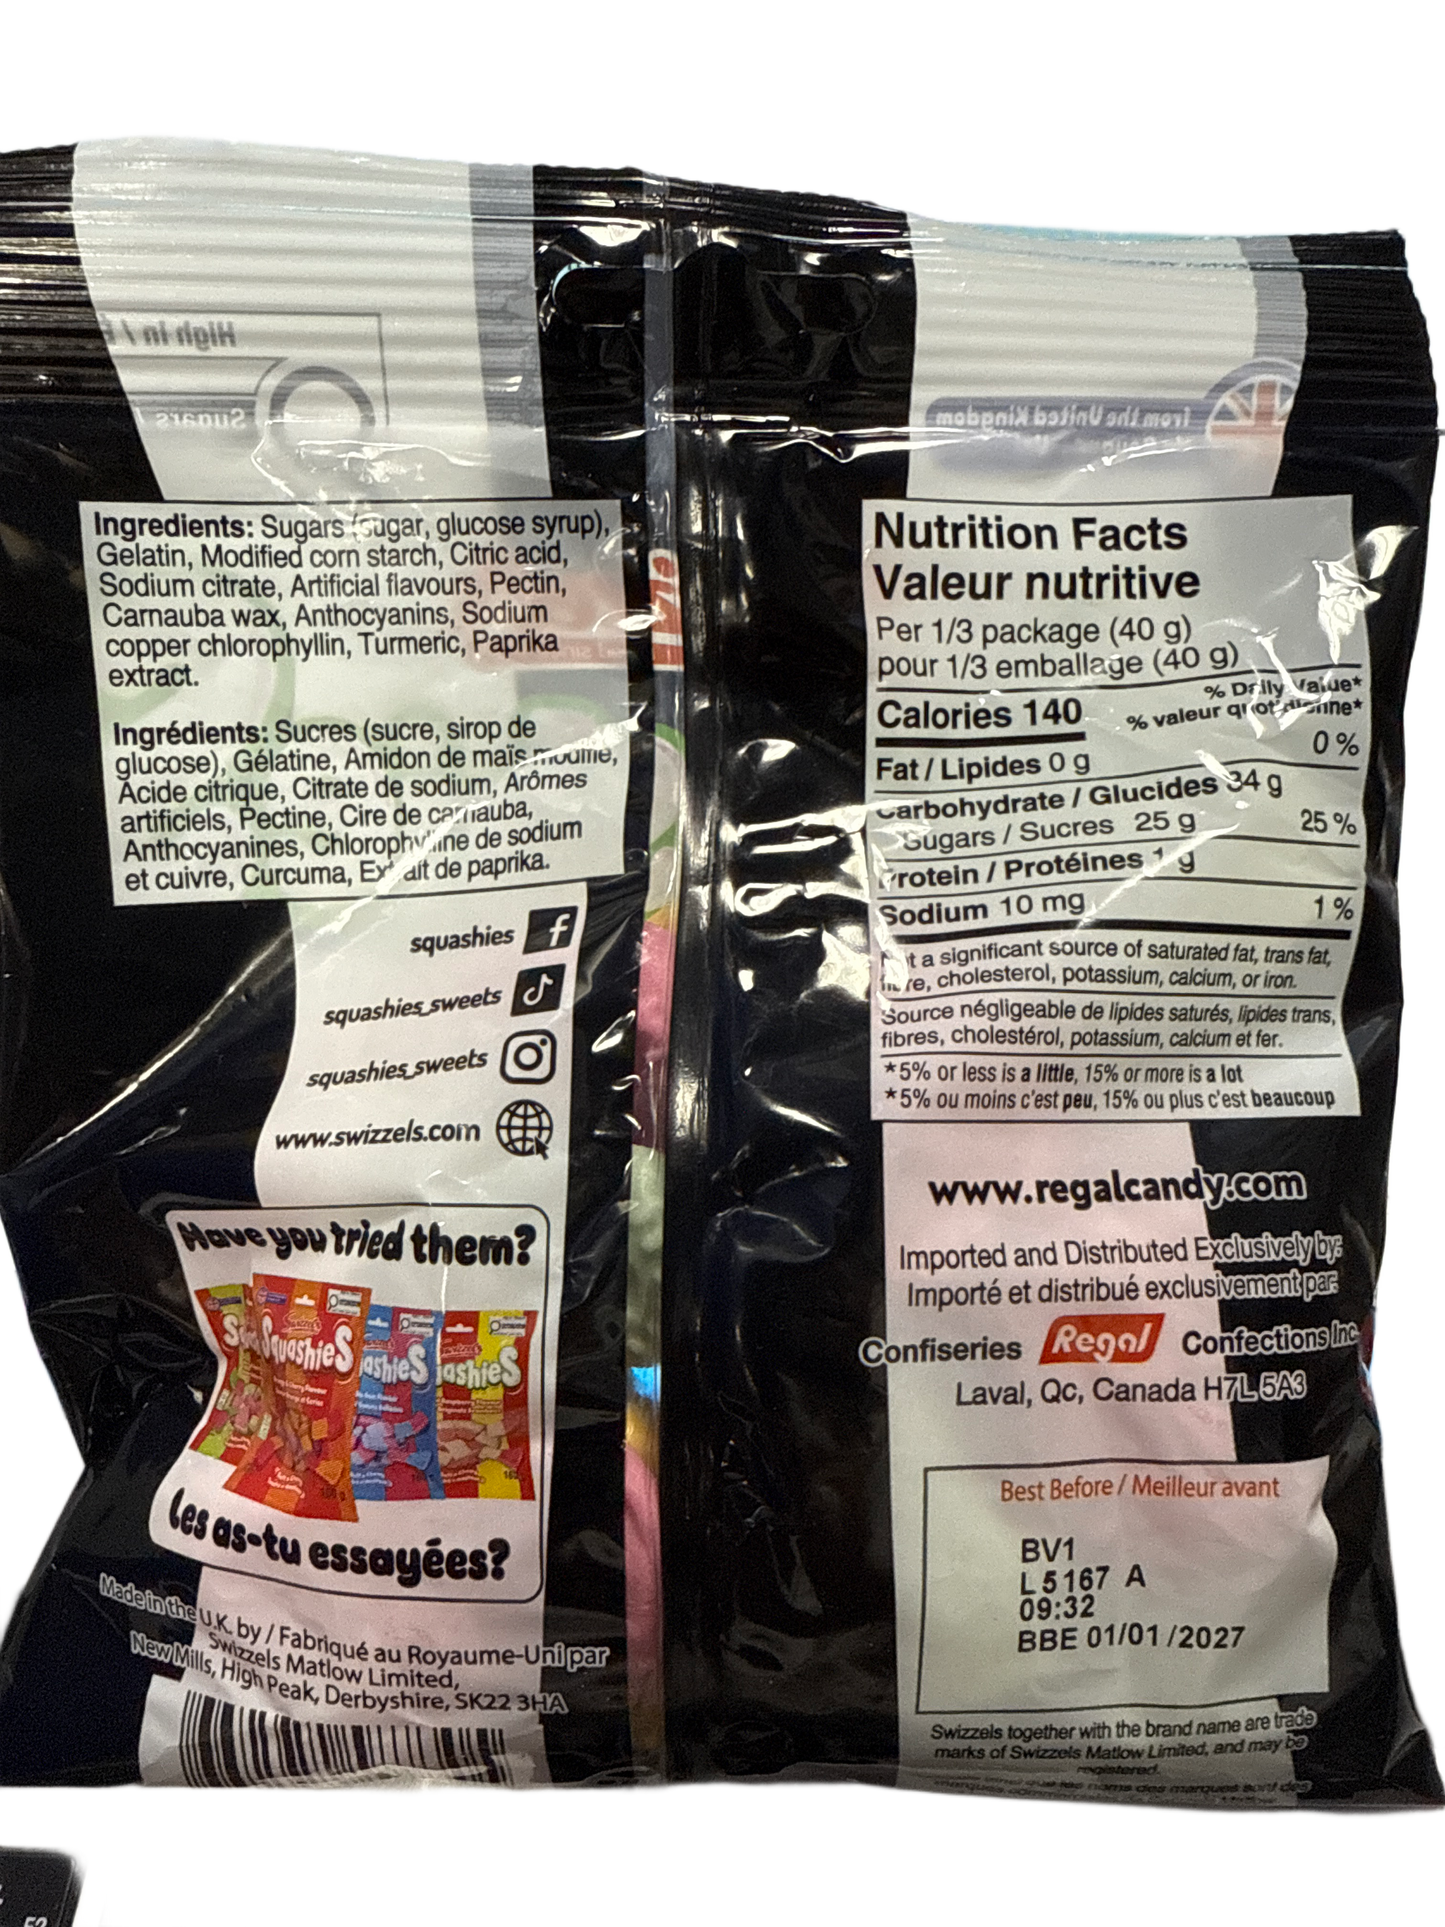 High in /
Sugars /
from the United Kingdom
Ingredients: Sugars (sugar, glucose syrup),
Gelatin, Modified corn starch, Citric acid,
Sodium citrate, Artificial flavours, Pectin,
Carnauba wax, Anthocyanins, Sodium
copper chlorophyllin, Turmeric, Paprika
extract.
Ingrédients: Sucres (sucre, sirop de
glucose), Gélatine, Amidon de maïs modifié,
Acide citrique, Citrate de sodium, Arômes
artificiels, Pectine, Cire de carnauba,
Anthocyanines, Chlorophylline de sodium
et cuivre, Curcuma, Extrait de paprika.
squashies
squashies_sweets
squashies_sweets
www.swizzels.com
Have you tried them?
Swizzels
SquashieS
ashieS
ashieS
Les as-tu essayées?
Made in the U.K. by / Fabriqué au Royaume-Uni par
Swizzels Matlow Limited,
New Mills, High Peak, Derbyshire, SK22 3HA
Nutrition Facts
Valeur nutritive
Per 1/3 package (40 g)
pour 1/3 emballage (40 g)
% Daily Value*
Calories 140 % valeur quotidienne*
Fat / Lipides 0 g 0 %
Carbohydrate / Glucides 34 g
Sugars / Sucres 25 g 25 %
Protein / Protéines 1 g
Sodium 10 mg 1 %
Not a significant source of saturated fat, trans fat,
fibre, cholesterol, potassium, calcium, or iron.
Source négligeable de lipides saturés, lipides trans,
fibres, cholestérol, potassium, calcium et fer.
*5% or less is a little, 15% or more is a lot
*5% ou moins c'est peu, 15% ou plus c'est beaucoup
www.regalcandy.com
Imported and Distributed Exclusively by:
Importé et distribué exclusivement par:
Confiseries Regal Confections Inc.
Laval, Qc, Canada H7L 5A3
Best Before / Meilleur avant
BV1
L 5167 A
09:32
BBE 01/01/2027
Swizzels together with the brand name are trade
marks of Swizzels Matlow Limited, and may be
registered.